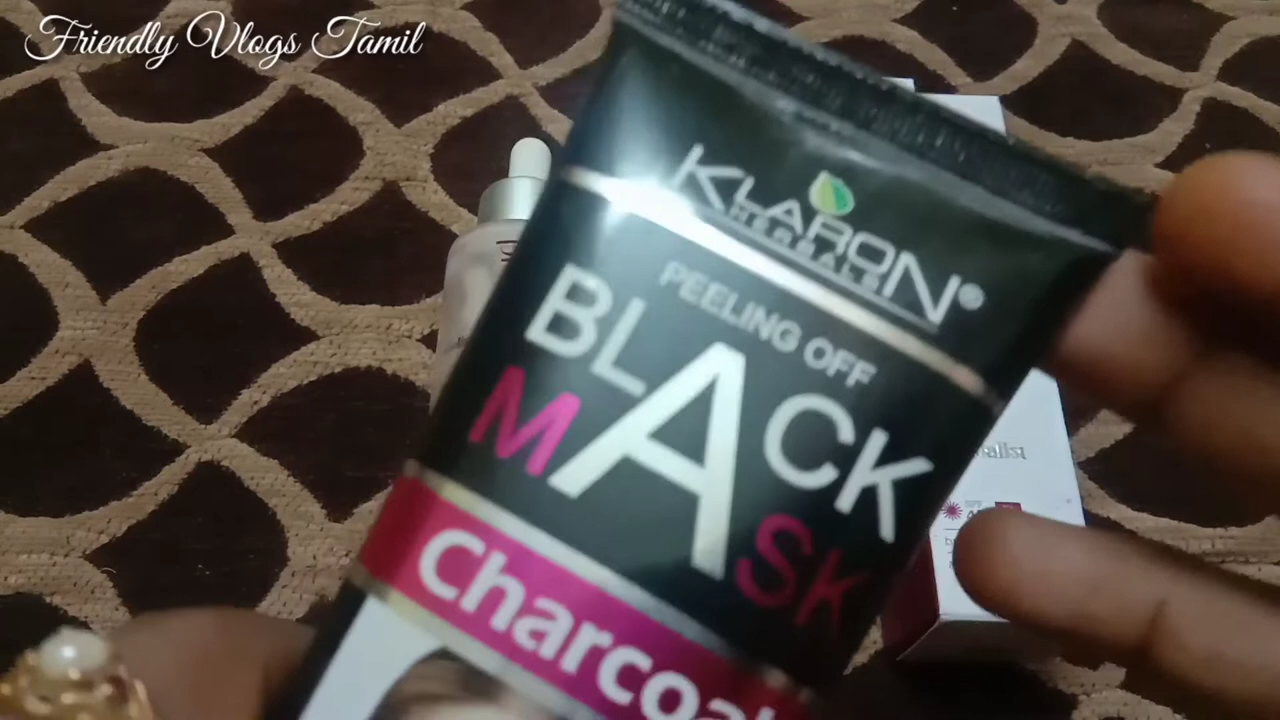 Friendly Vlogs Tamil
KLARON®
HERBALS
PEELING OFF
BLACK
MASK
Charcoal